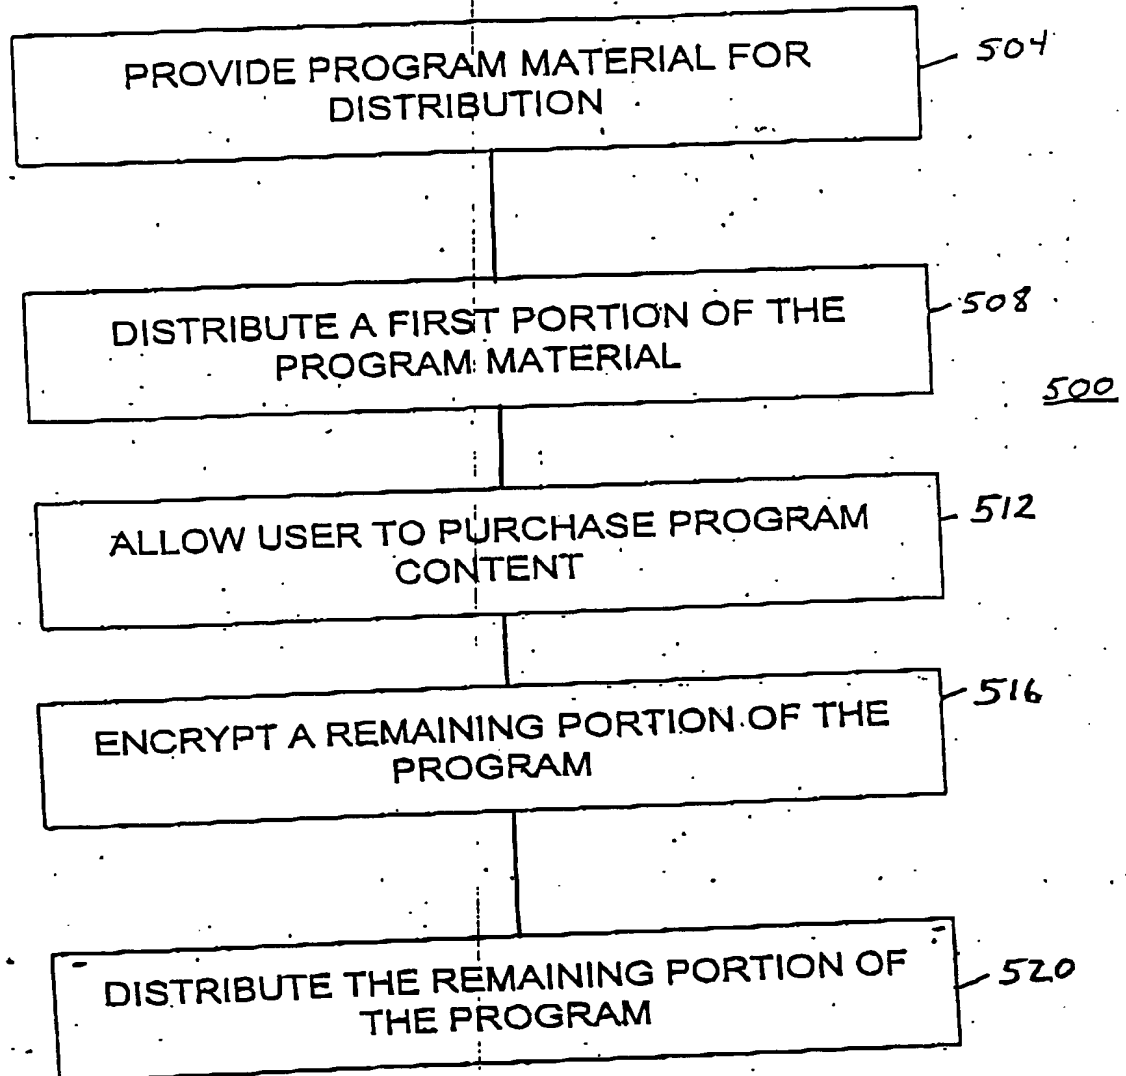 PROVIDE PROGRAM MATERIAL FOR
DISTRIBUTION
504
DISTRIBUTE A FIRST PORTION OF THE
PROGRAM MATERIAL
508
500
ALLOW USER TO PURCHASE PROGRAM
CONTENT
512
ENCRYPT A REMAINING PORTION OF THE
PROGRAM
516
DISTRIBUTE THE REMAINING PORTION OF
THE PROGRAM
520